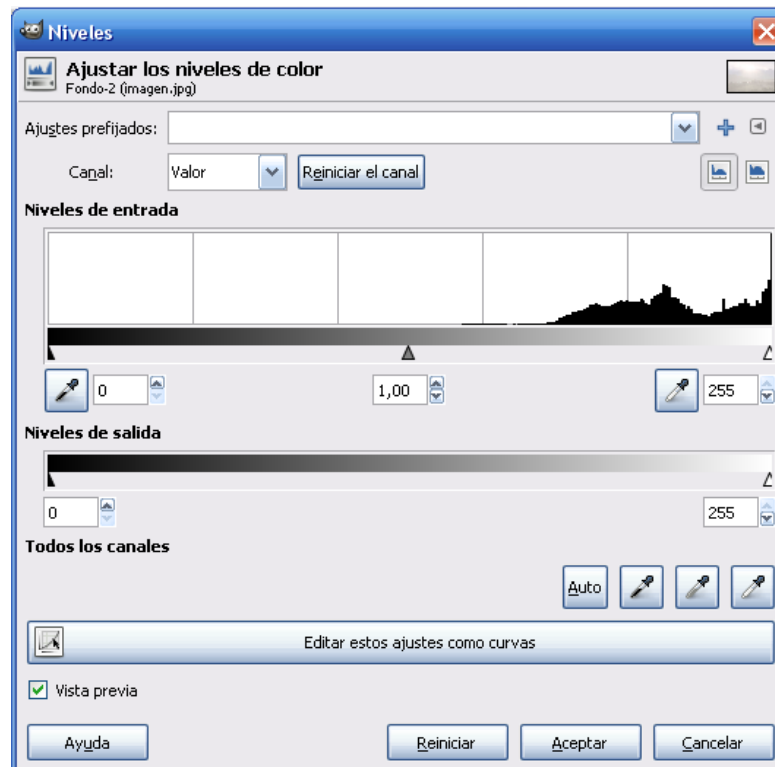 Niveles
Ajustar los niveles de color
Fondo-2 (imagen.jpg)
Ajustes prefijados:
Canal: Valor Reiniciar el canal
Niveles de entrada
0 1,00 255
Niveles de salida
0 255
Todos los canales
Auto
Editar estos ajustes como curvas
Vista previa
Ayuda Reiniciar Aceptar Cancelar